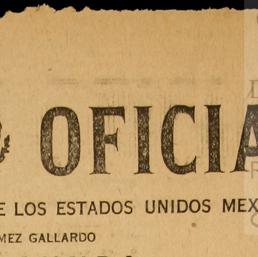 OFICIA
E LOS ESTADOS UNIDOS MEX
MEZ GALLARDO